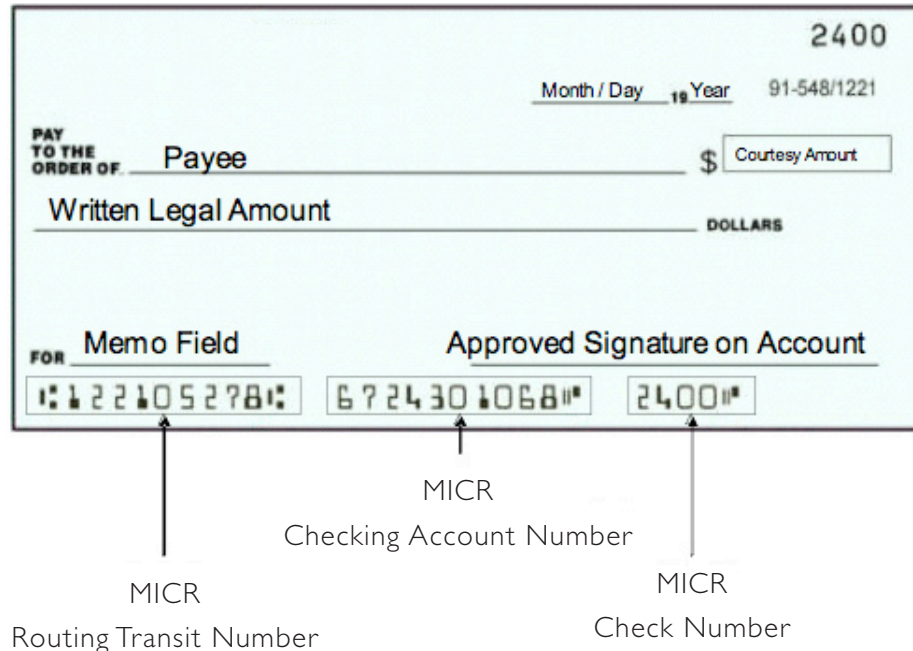 2400
Month / Day 19 Year 91-548/1221
PAY
TO THE
ORDER OF Payee $ Courtesy Amount
Written Legal Amount DOLLARS
FOR Memo Field Approved Signature on Account
⑆122105278⑆ 6724301068⑈ 2400⑈
MICR
Checking Account Number
MICR
Routing Transit Number
MICR
Check Number